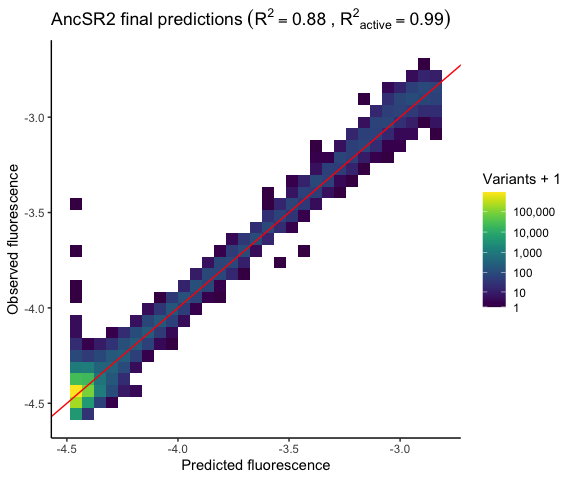 AncSR2 final predictions (R² = 0.88 , R²active = 0.99)
Observed fluorescence
-3.0
-3.5
-4.0
-4.5
-4.5 -4.0 -3.5 -3.0
Predicted fluorescence
Variants + 1
100,000
10,000
1,000
100
10
1